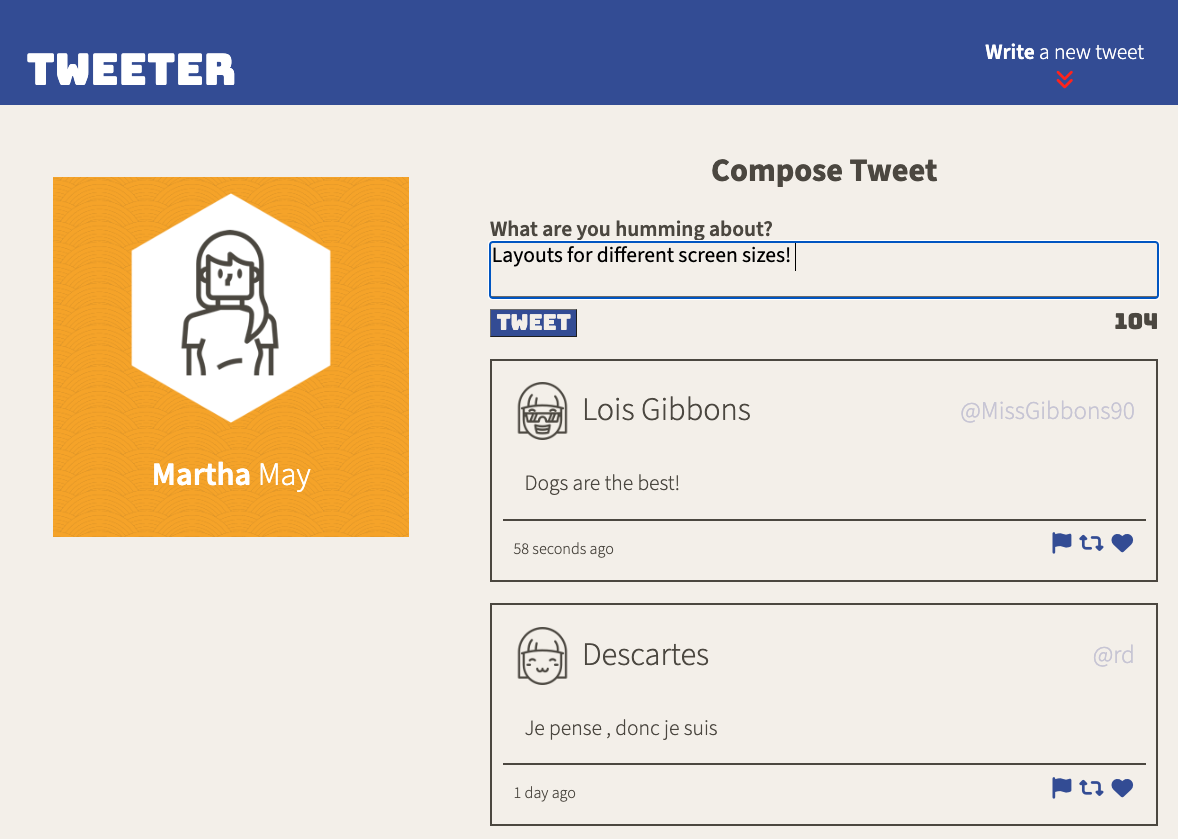 TWEETER
Write a new tweet
Martha May
Compose Tweet
What are you humming about?
Layouts for different screen sizes!
TWEET
104
Lois Gibbons
@MissGibbons90
Dogs are the best!
58 seconds ago
Descartes
@rd
Je pense , donc je suis
1 day ago